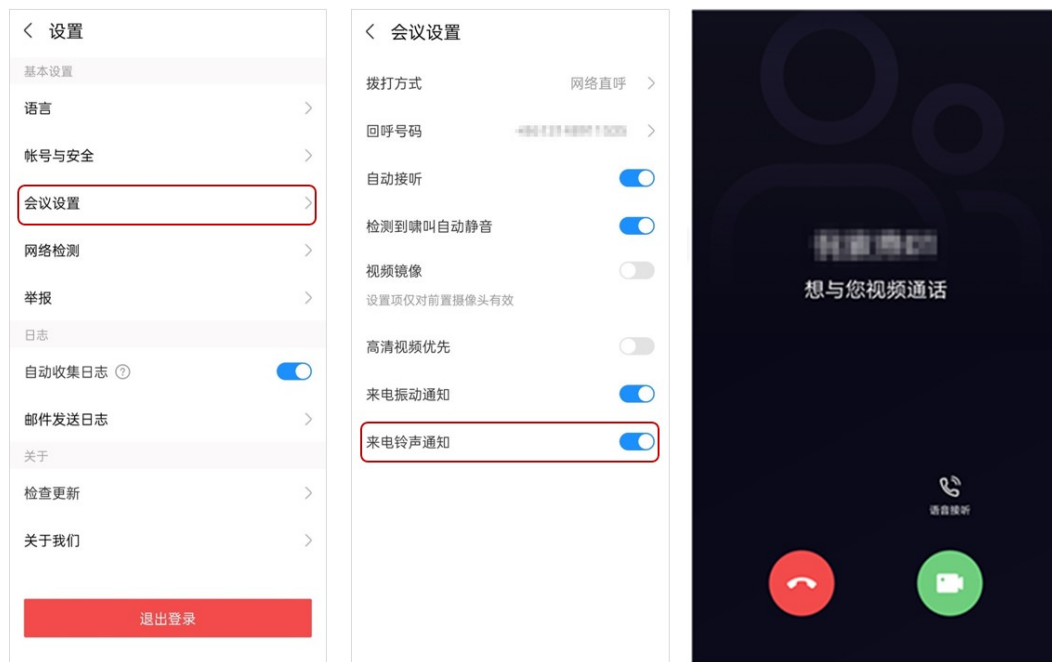 设置
基本设置
语言
帐号与安全
会议设置
网络检测
举报
日志
自动收集日志 ?
邮件发送日志
关于
检查更新
关于我们
退出登录
会议设置
拨打方式 网络直呼
回呼号码
自动接听
检测到啸叫自动静音
视频镜像
设置项仅对前置摄像头有效
高清视频优先
来电振动通知
来电铃声通知
想与您视频通话
语音接听